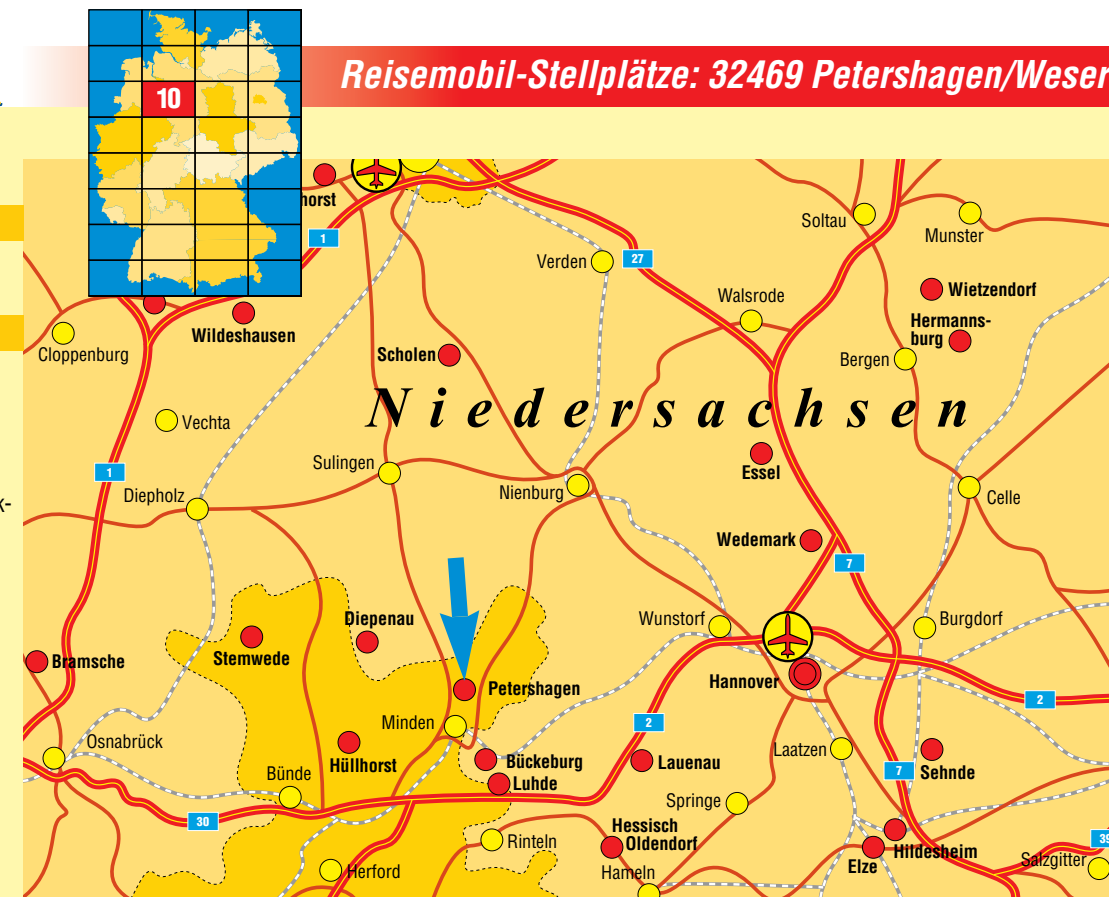 Reisemobil-Stellplätze: 32469 Petershagen/Weser
10
horst
1
Soltau
Munster
Verden
27
Wietzendorf
Walsrode
Wildeshausen
Hermanns-
burg
Cloppenburg
Scholen
Bergen
Niedersachsen
Vechta
Sulingen
Essel
1
k-
Diepholz
Nienburg
Celle
Wedemark
7
Diepenau
Wunstorf
Burgdorf
Stemwede
Bramsche
Hannover
Petershagen
2
Minden
2
Osnabrück
Laatzen
Bückeburg
Lauenau
Hüllhorst
7
Sehnde
Bünde
Luhde
Springe
30
Hessisch
Oldendorf
Rinteln
39
Hildesheim
Salzgitter
Elze
Herford
Hameln